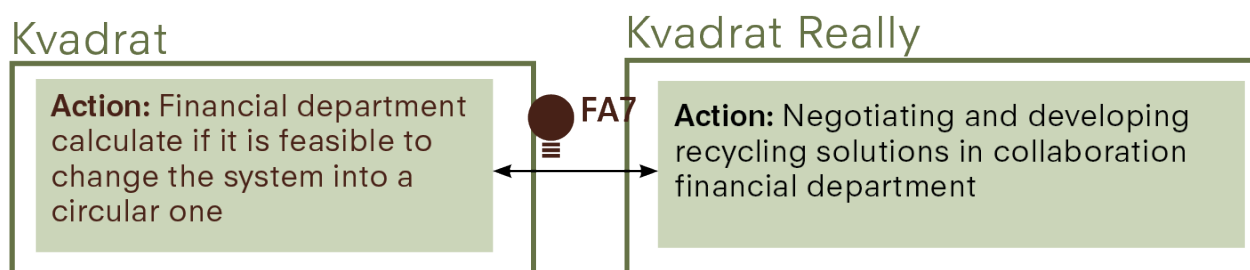 Kvadrat
Action: Financial department
calculate if it is feasible to
change the system into a
circular one
FA7
Kvadrat Really
Action: Negotiating and developing
recycling solutions in collaboration
financial department